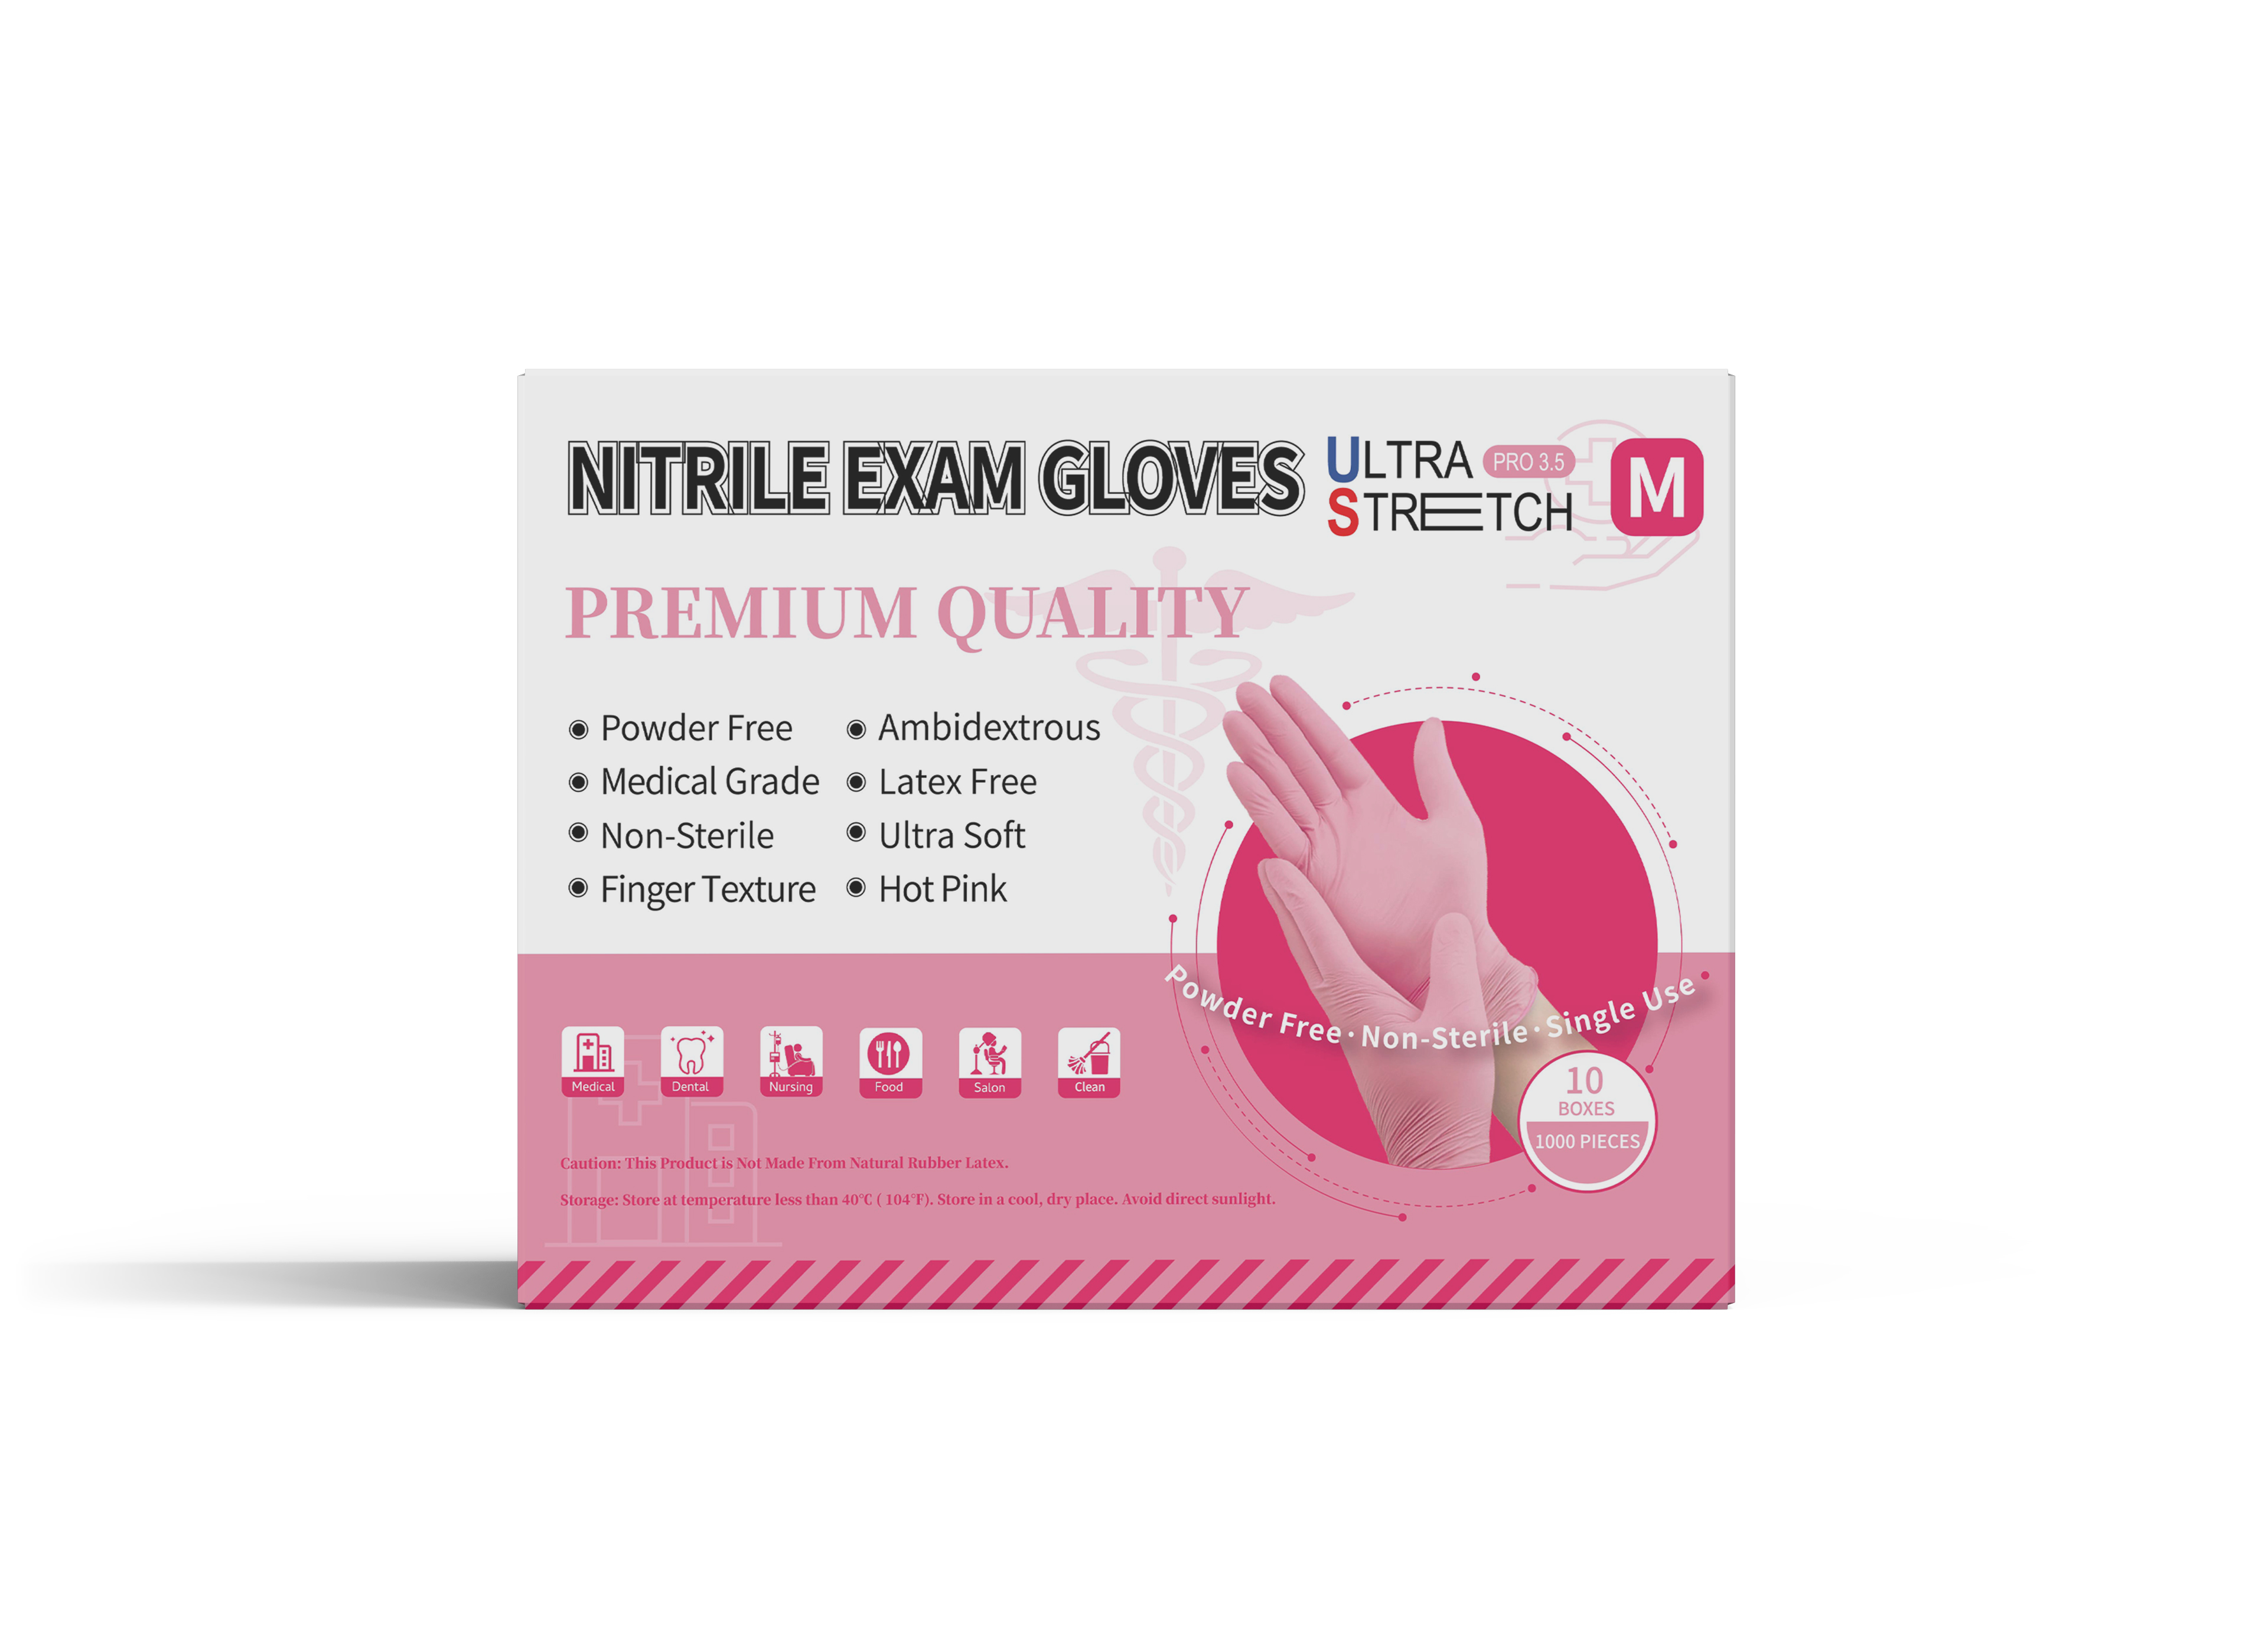 NITRILE EXAM GLOVES
ULTRA PRO 3.5
STRETCH
M
PREMIUM QUALITY
Powder Free
Medical Grade
Non-Sterile
Finger Texture
Ambidextrous
Latex Free
Ultra Soft
Hot Pink
Powder Free·Non-Sterile·Single Use
Medical
Dental
Nursing
Food
Salon
Clean
10
BOXES
1000 PIECES
Caution: This Product is Not Made From Natural Rubber Latex.
Storage: Store at temperature less than 40℃ ( 104℉). Store in a cool, dry place. Avoid direct sunlight.